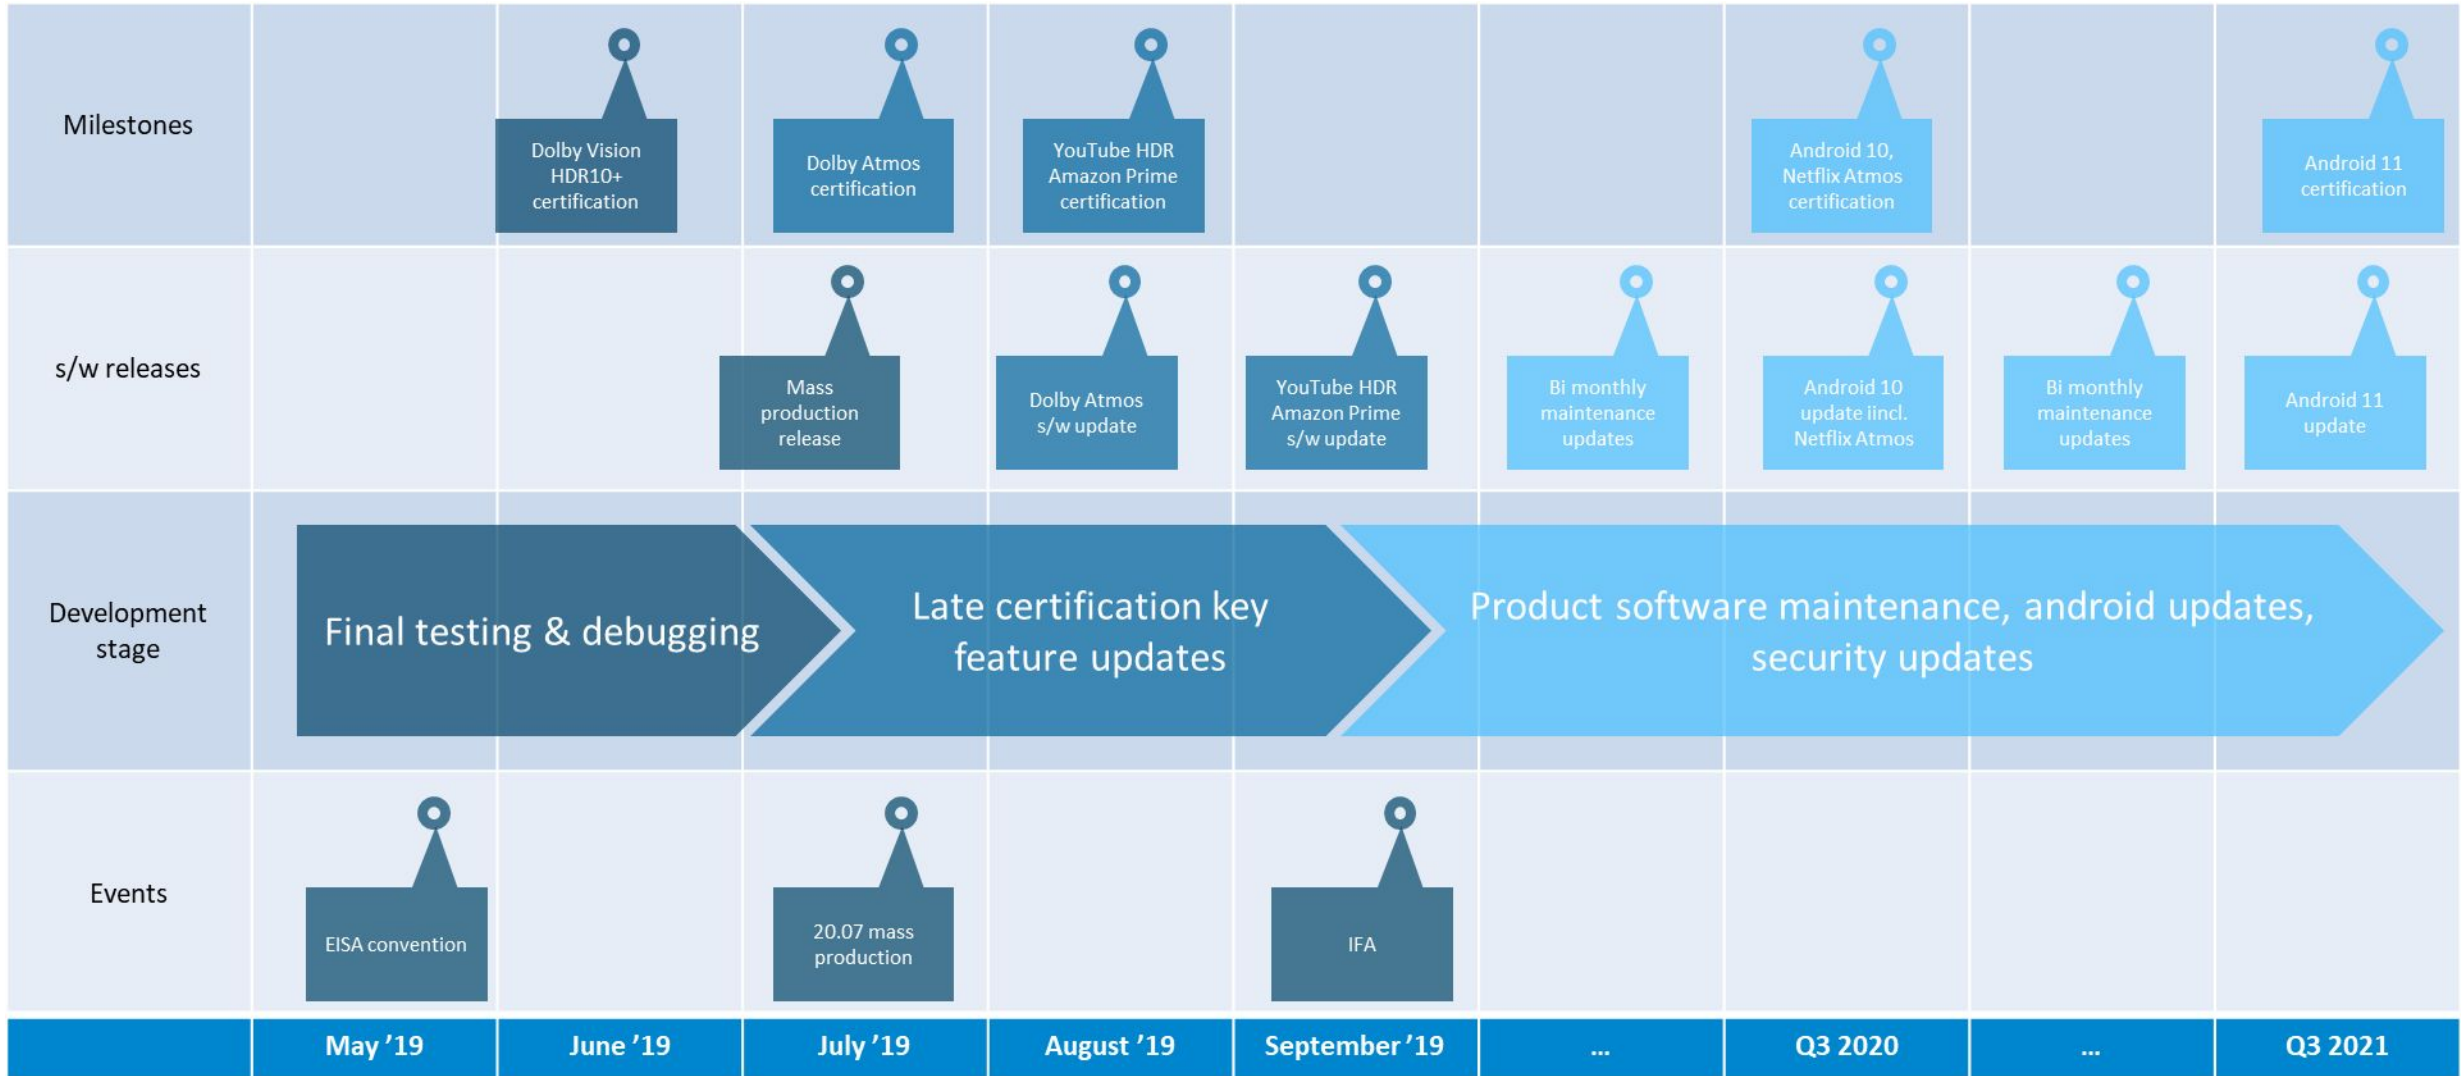 Milestones
Dolby Vision
HDR10+
certification
Dolby Atmos
certification
YouTube HDR
Amazon Prime
certification
Android 10,
Netflix Atmos
certification
Android 11
certification
s/w releases
Mass
production
release
Dolby Atmos
s/w update
YouTube HDR
Amazon Prime
s/w update
Bi monthly
maintenance
updates
Android 10
update iincl.
Netflix Atmos
Bi monthly
maintenance
updates
Android 11
update
Development
stage
Final testing & debugging
Late certification key
feature updates
Product software maintenance, android updates,
security updates
Events
EISA convention
20.07 mass
production
IFA
May ’19
June ’19
July ’19
August ’19
September ’19
...
Q3 2020
...
Q3 2021